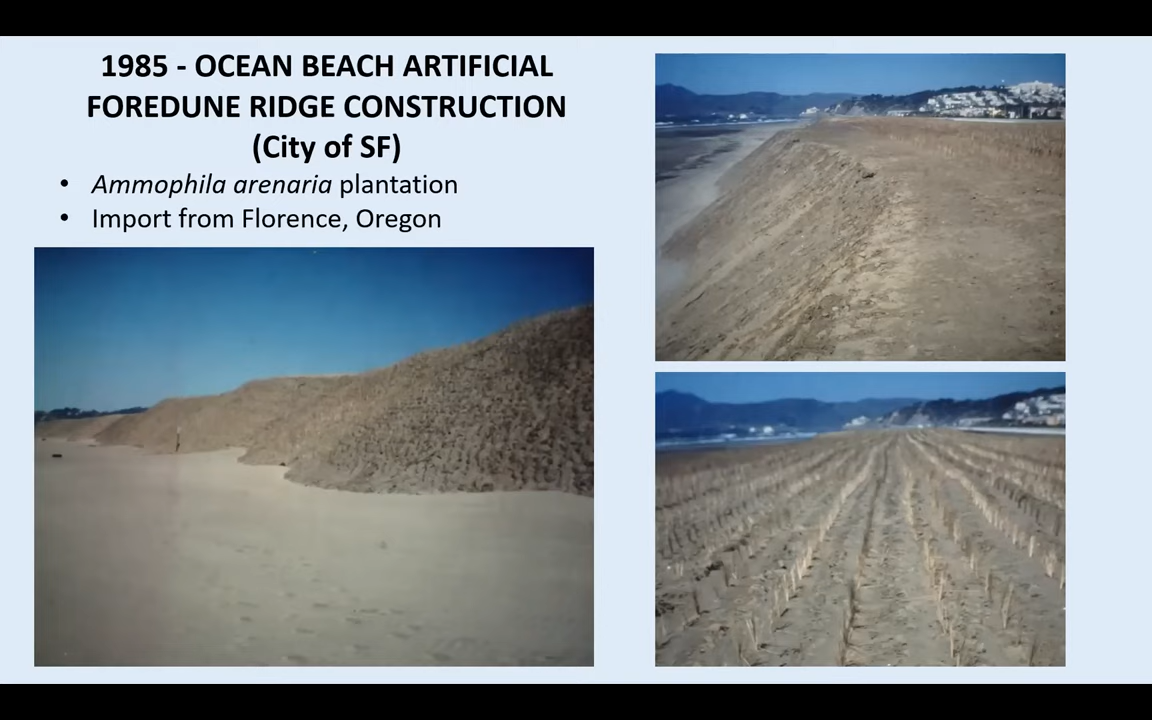 1985 - OCEAN BEACH ARTIFICIAL
FOREDUNE RIDGE CONSTRUCTION
(City of SF)
• Ammophila arenaria plantation
• Import from Florence, Oregon